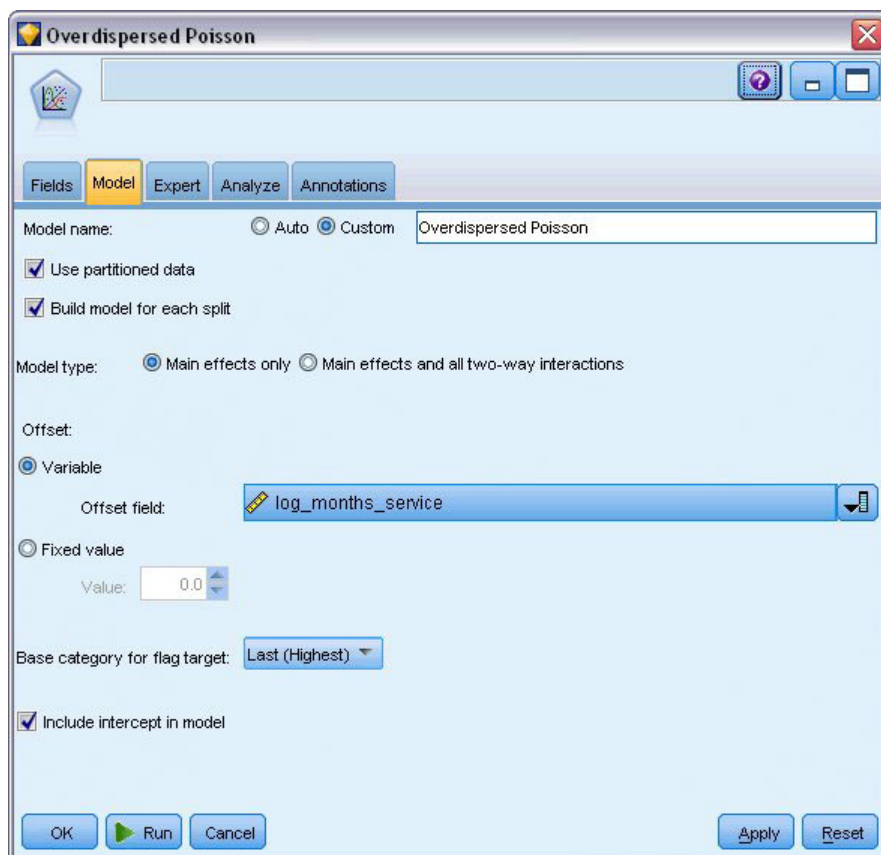 Overdispersed Poisson
Fields Model Expert Analyze Annotations
Model name: Auto Custom Overdispersed Poisson
Use partitioned data
Build model for each split
Model type: Main effects only Main effects and all two-way interactions
Offset:
Variable
Offset field: log_months_service
Fixed value
Value: 0.0
Base category for flag target: Last (Highest)
Include intercept in model
OK Run Cancel Apply Reset